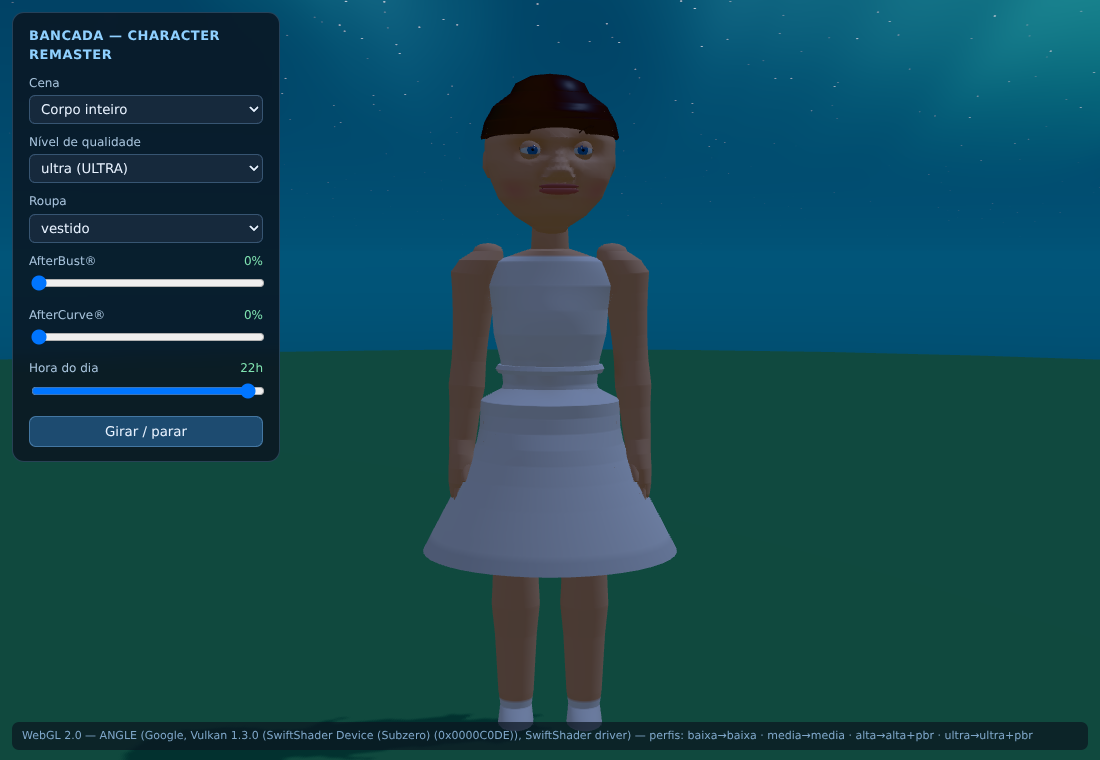 BANCADA — CHARACTER
REMASTER
Cena
Corpo inteiro
Nível de qualidade
ultra (ULTRA)
Roupa
vestido
AfterBust® 0%
AfterCurve® 0%
Hora do dia 22h
Girar / parar
WebGL 2.0 — ANGLE (Google, Vulkan 1.3.0 (SwiftShader Device (Subzero) (0x0000C0DE)), SwiftShader driver) — perfis: baixa→baixa · media→media · alta→alta+pbr · ultra→ultra+pbr